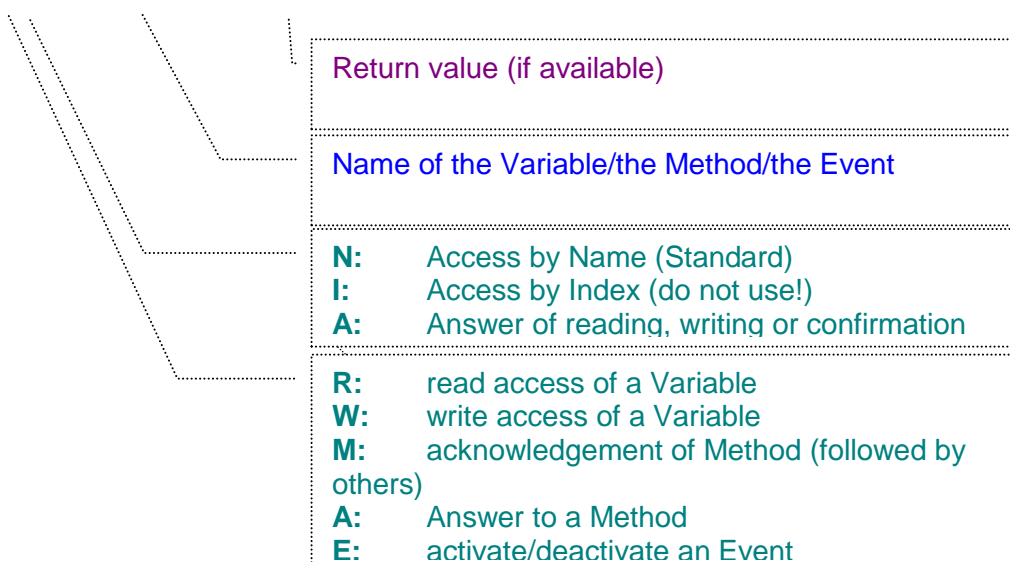 Return value (if available)
Name of the Variable/the Method/the Event
N: Access by Name (Standard)
I: Access by Index (do not use!)
A: Answer of reading, writing or confirmation
R: read access of a Variable
W: write access of a Variable
M: acknowledgement of Method (followed by
others)
A: Answer to a Method
E: activate/deactivate an Event